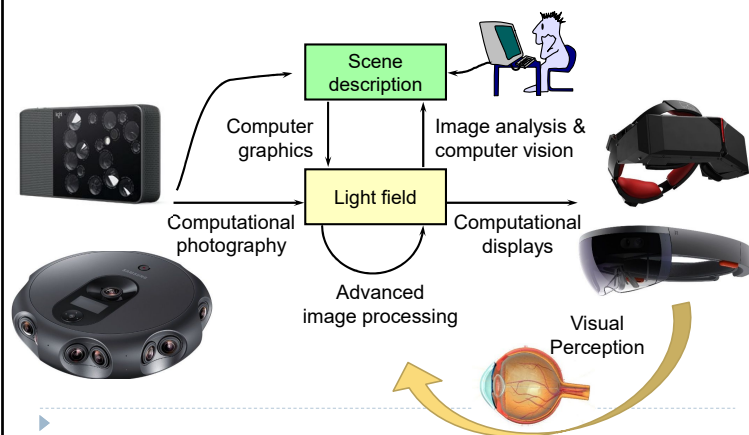 Scene
description
Computer
graphics
Image analysis &
computer vision
Light field
Computational
photography
Computational
displays
Advanced
image processing
Visual
Perception